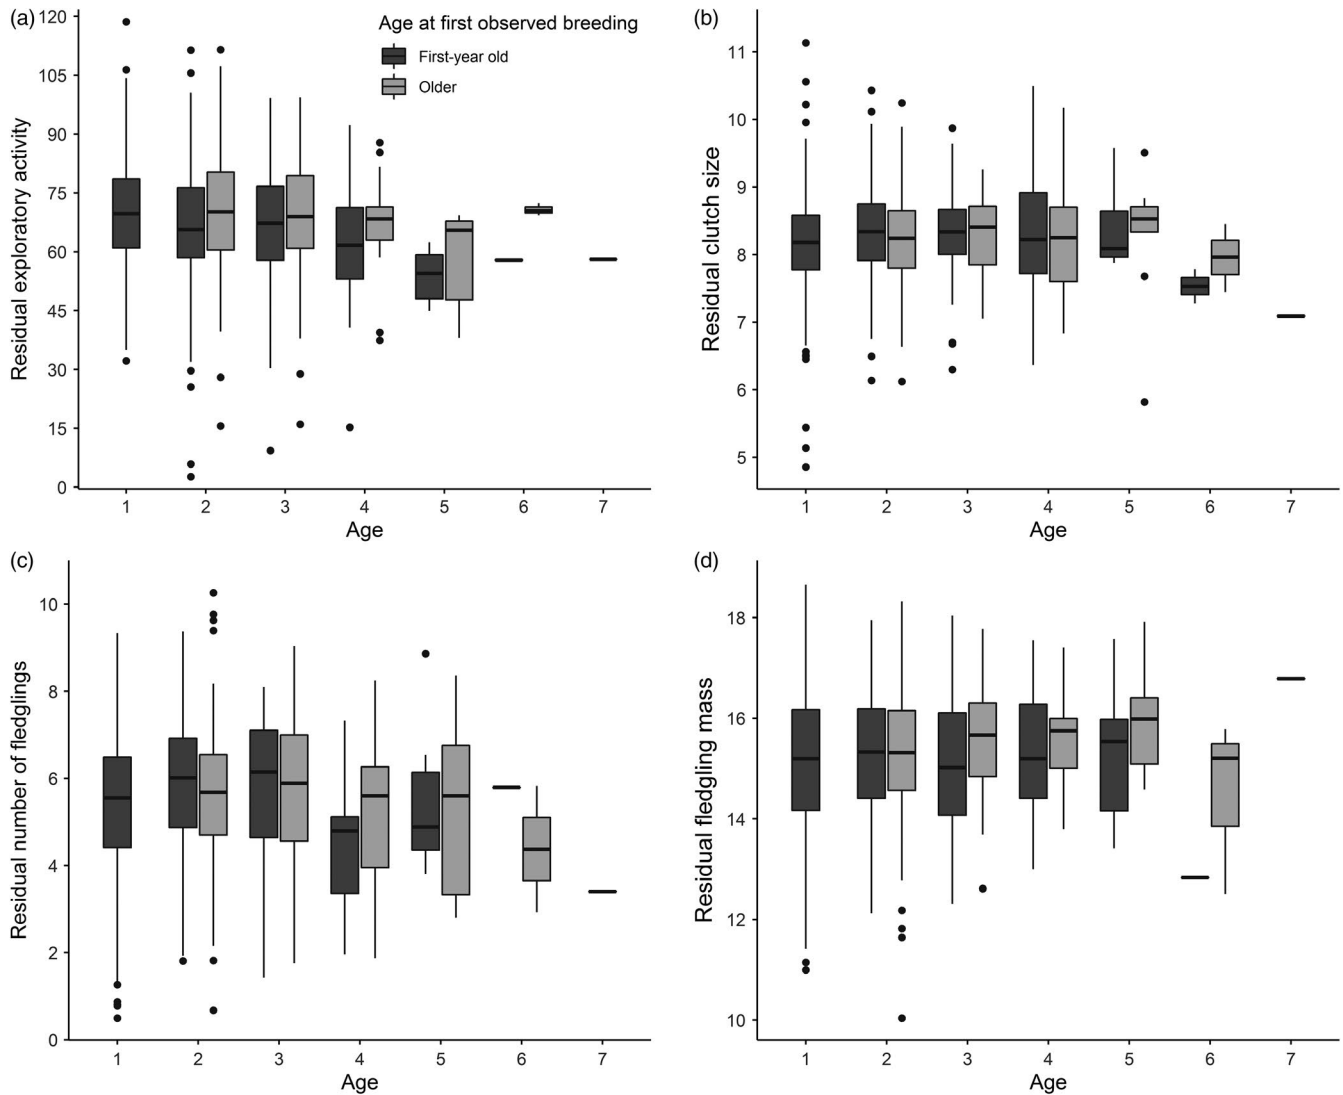 (a)
Age at first observed breeding
First-year old
Older
120
105
90
75
60
45
30
15
0
Residual exploratory activity
1 2 3 4 5 6 7
Age
(b)
11
10
9
8
7
6
5
Residual clutch size
1 2 3 4 5 6 7
Age
(c)
10
8
6
4
2
0
Residual number of fledglings
1 2 3 4 5 6 7
Age
(d)
18
16
14
12
10
Residual fledgling mass
1 2 3 4 5 6 7
Age